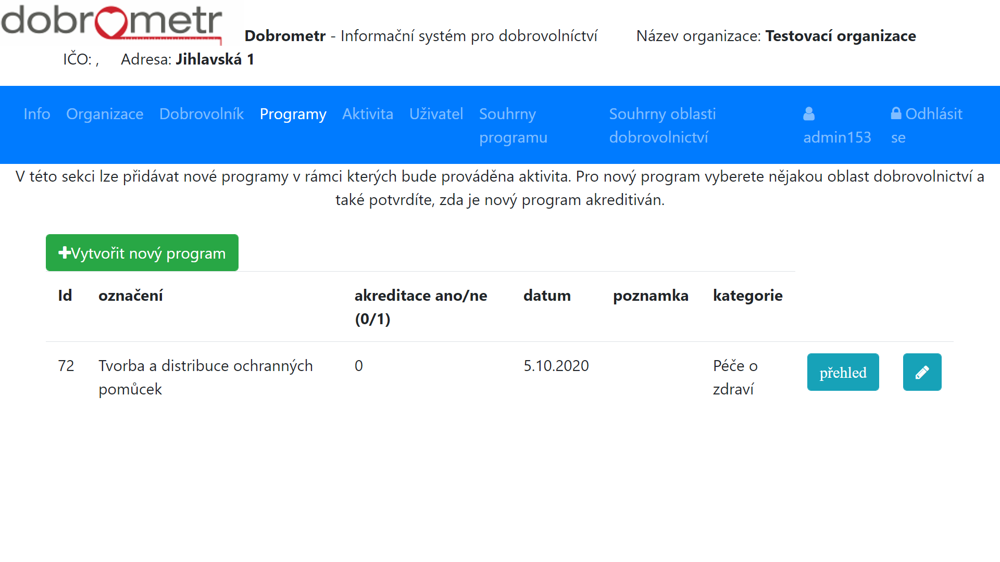 dobrometr
Dobrometr - Informační systém pro dobrovolníctví Název organizace: Testovací organizace
IČO: , Adresa: Jihlavská 1
Info Organizace Dobrovolník Programy Aktivita Uživatel Souhrny programu Souhrny oblasti dobrovolnictví admin153 Odhlásit se
V této sekci lze přidávat nové programy v rámci kterých bude prováděna aktivita. Pro nový program vyberete nějakou oblast dobrovolnictví a
také potvrdíte, zda je nový program akreditiván.
Vytvořit nový program
Id označení akreditace ano/ne (0/1) datum poznamka kategorie
72 Tvorba a distribuce ochranných pomůcek 0 5.10.2020 Péče o zdraví přehled